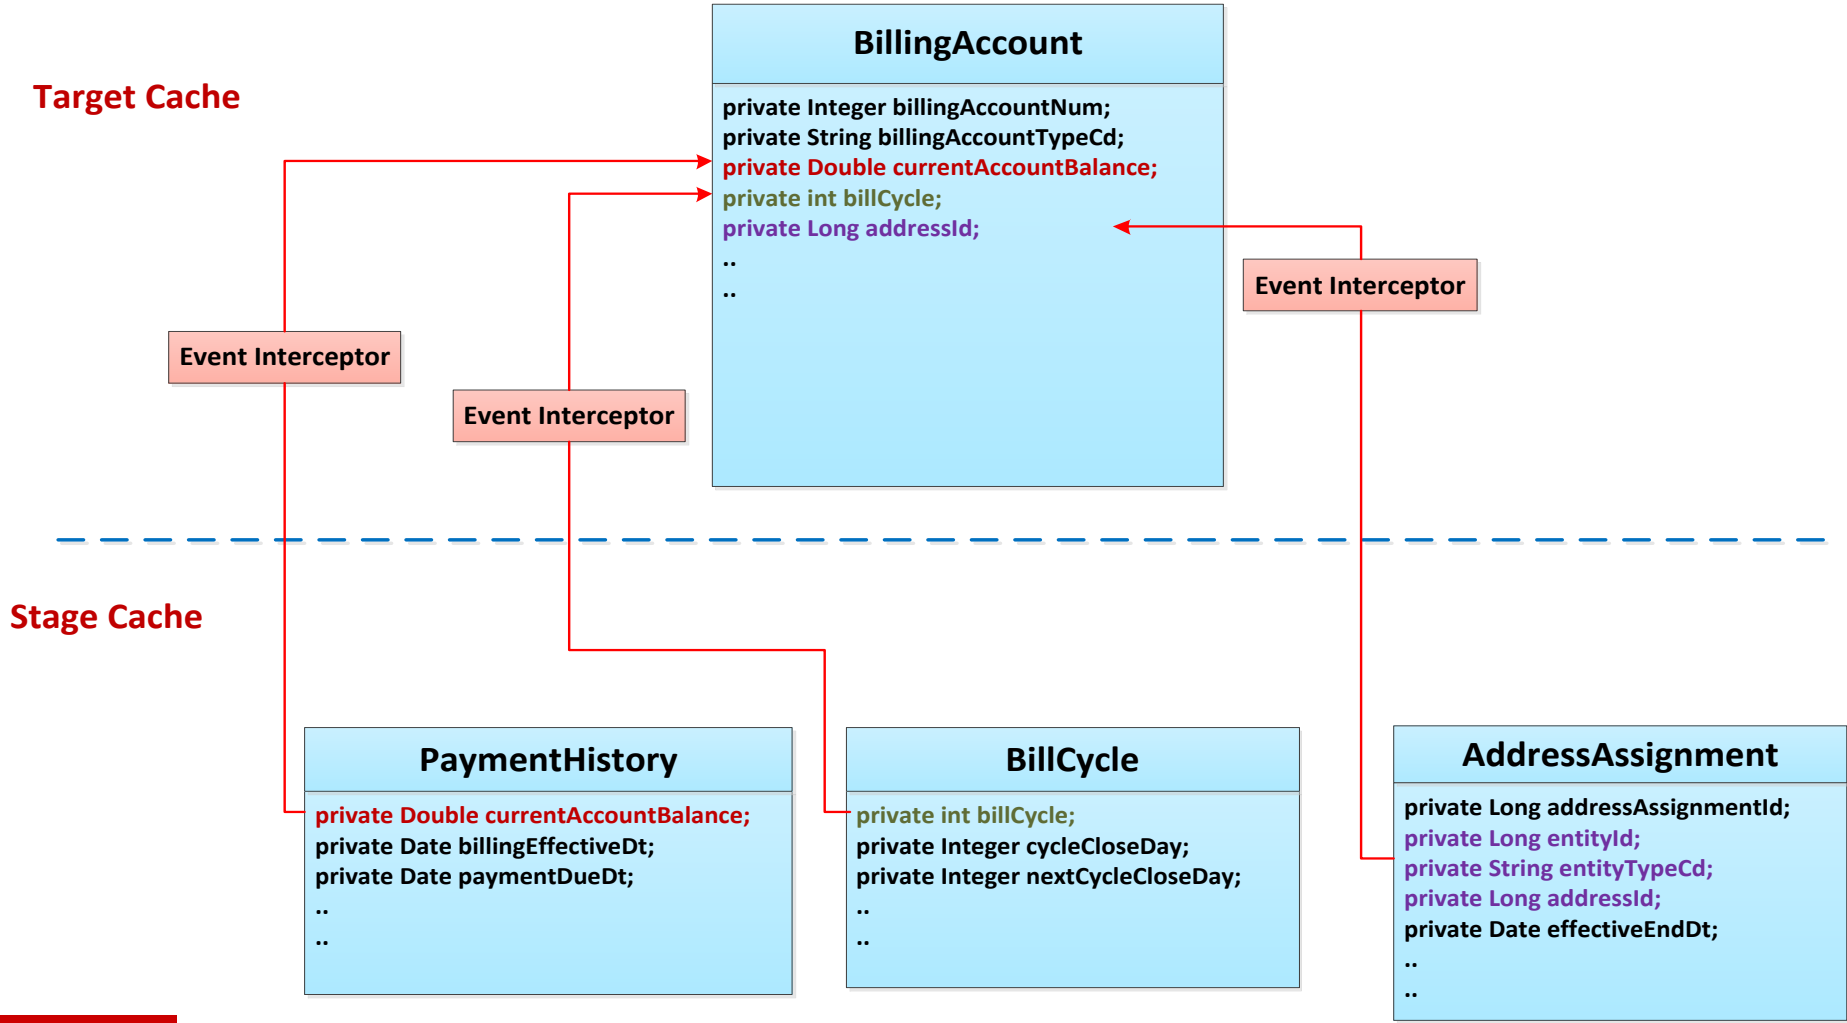 BillingAccount
Target Cache
private Integer billingAccountNum;
private String billingAccountTypeCd;
private Double currentAccountBalance;
private int billCycle;
private Long addressId;
..
..
Event Interceptor
Event Interceptor
Event Interceptor
Stage Cache
PaymentHistory
private Double currentAccountBalance;
private Date billingEffectiveDt;
private Date paymentDueDt;
..
..
BillCycle
private int billCycle;
private Integer cycleCloseDay;
private Integer nextCycleCloseDay;
..
..
AddressAssignment
private Long addressAssignmentId;
private Long entityId;
private String entityTypeCd;
private Long addressId;
private Date effectiveEndDt;
..
..